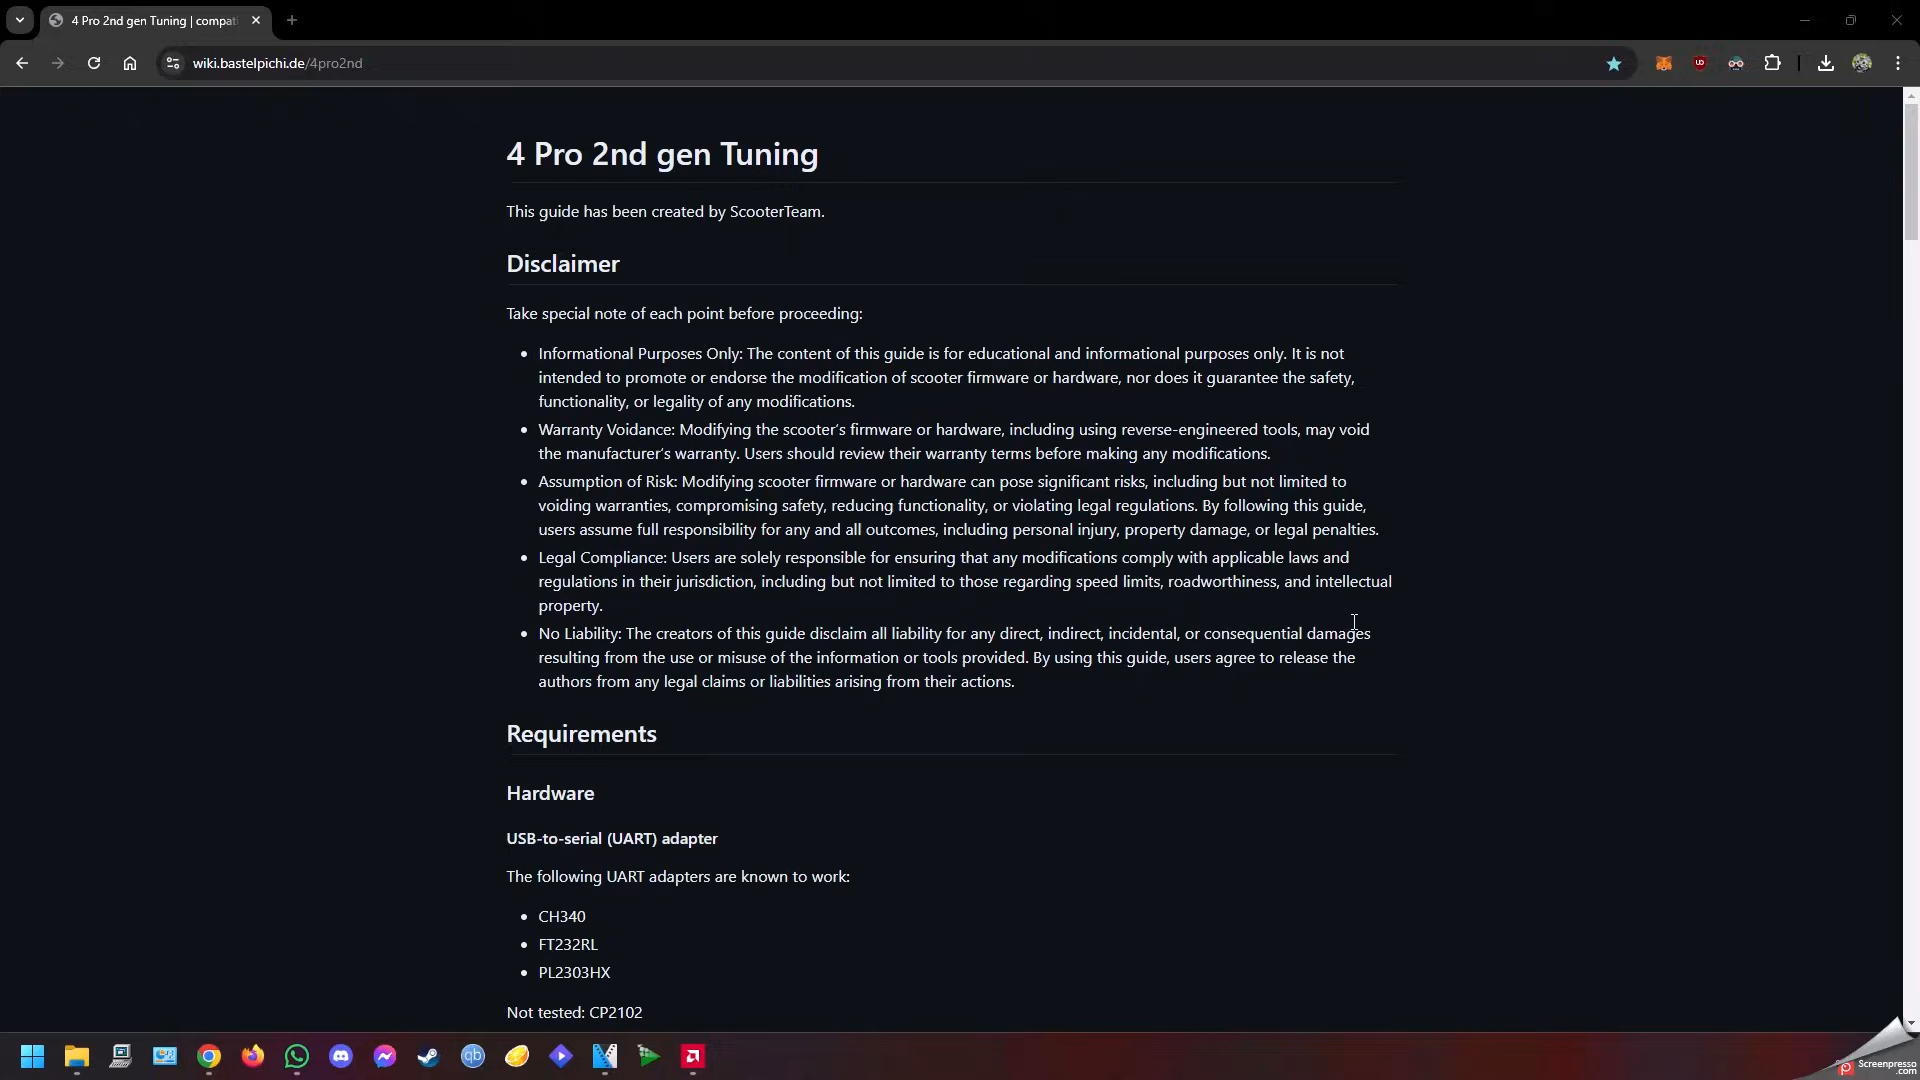 4 Pro 2nd gen Tuning | compati
wiki.bastelpichi.de/4pro2nd
4 Pro 2nd gen Tuning
This guide has been created by ScooterTeam.
Disclaimer
Take special note of each point before proceeding:
• Informational Purposes Only: The content of this guide is for educational and informational purposes only. It is not
intended to promote or endorse the modification of scooter firmware or hardware, nor does it guarantee the safety,
functionality, or legality of any modifications.
• Warranty Voidance: Modifying the scooter's firmware or hardware, including using reverse-engineered tools, may void
the manufacturer's warranty. Users should review their warranty terms before making any modifications.
• Assumption of Risk: Modifying scooter firmware or hardware can pose significant risks, including but not limited to
voiding warranties, compromising safety, reducing functionality, or violating legal regulations. By following this guide,
users assume full responsibility for any and all outcomes, including personal injury, property damage, or legal penalties.
• Legal Compliance: Users are solely responsible for ensuring that any modifications comply with applicable laws and
regulations in their jurisdiction, including but not limited to those regarding speed limits, roadworthiness, and intellectual
property.
• No Liability: The creators of this guide disclaim all liability for any direct, indirect, incidental, or consequential damages
resulting from the use or misuse of the information or tools provided. By using this guide, users agree to release the
authors from any legal claims or liabilities arising from their actions.
Requirements
Hardware
USB-to-serial (UART) adapter
The following UART adapters are known to work:
• CH340
• FT232RL
• PL2303HX
Not tested: CP2102
qb
Screenpresso
.com